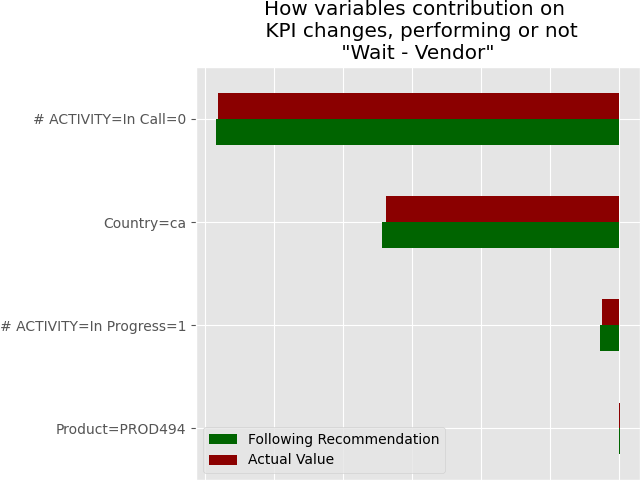 How variables contribution on
KPI changes, performing or not
"Wait - Vendor"
# ACTIVITY=In Call=0
Country=ca
# ACTIVITY=In Progress=1
Product=PROD494
Following Recommendation
Actual Value